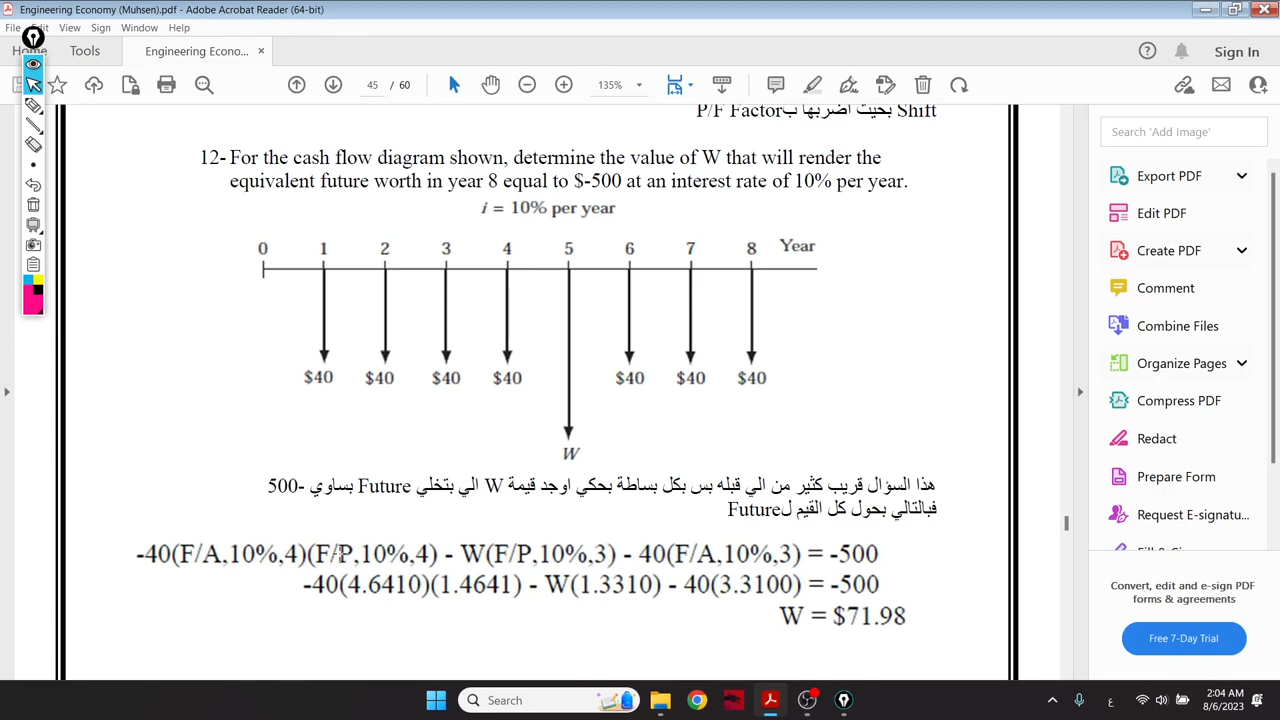 Engineering Economy (Muhsen).pdf - Adobe Acrobat Reader (64-bit)
File Edit View Sign Window Help
Home Tools Engineering Econo... × Sign In
45 / 60 135%
Shift بحيث اضربها بP/F Factor
12- For the cash flow diagram shown, determine the value of W that will render the
equivalent future worth in year 8 equal to $-500 at an interest rate of 10% per year.
i = 10% per year
0 1 2 3 4 5 6 7 8 Year
$40 $40 $40 $40 $40 $40 $40
W
هذا السؤال قريب كثير من الي قبله بس بكل بساطة بحكي اوجد قيمة W الي بتخلي Future بساوي -500
فبالتالي بحول كل القيم لFuture
-40(F/A,10%,4)(F/P,10%,4) - W(F/P,10%,3) - 40(F/A,10%,3) = -500
-40(4.6410)(1.4641) - W(1.3310) - 40(3.3100) = -500
W = $71.98
Search 'Add Image'
Export PDF
Edit PDF
Create PDF
Comment
Combine Files
Organize Pages
Compress PDF
Redact
Prepare Form
Request E-signatu...
Convert, edit and e-sign PDF
forms & agreements
Free 7-Day Trial
Search
ع
2:04 AM
8/6/2023